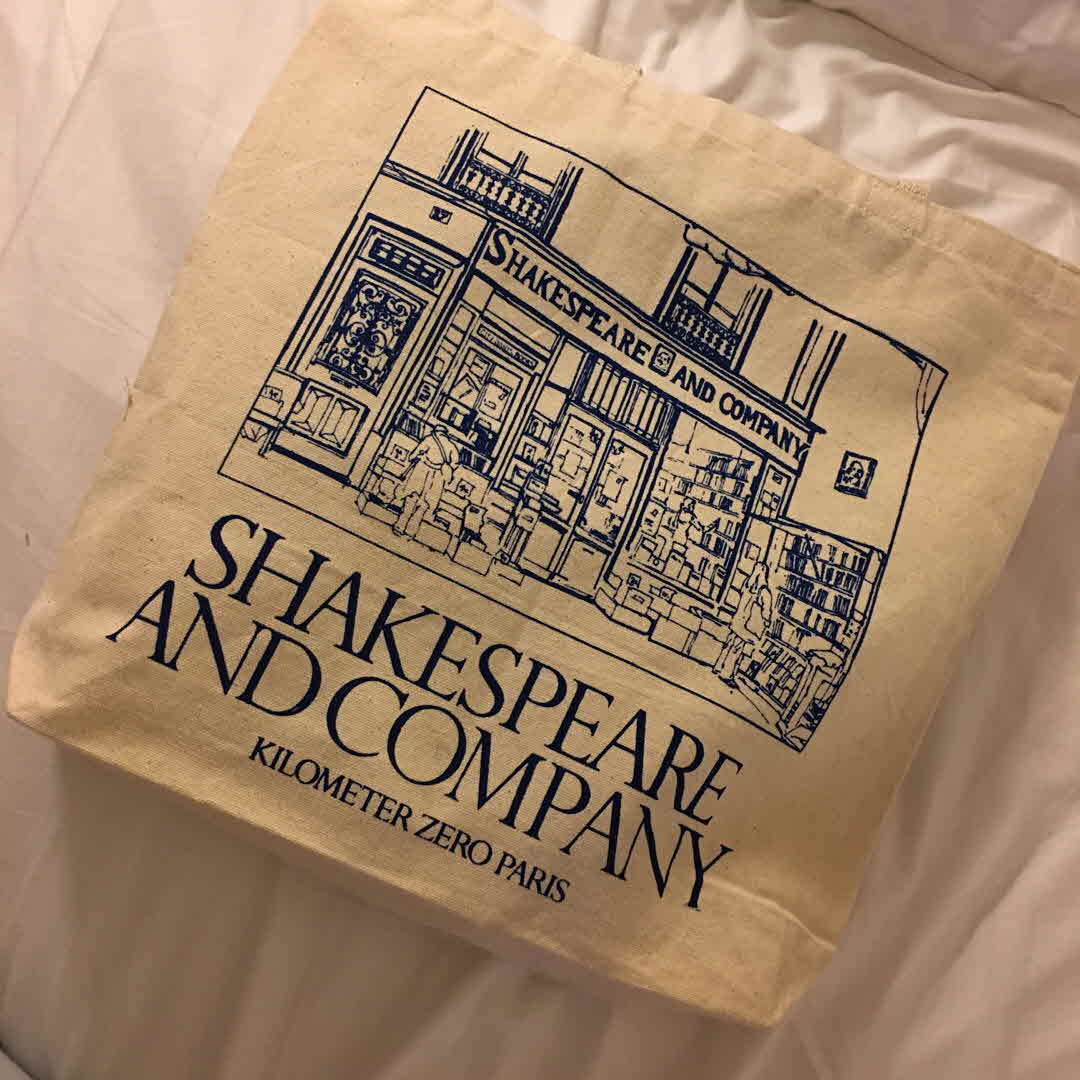 SHAKESPEARE AND COMPANY
SHAKESPEARE
AND COMPANY
KILOMETER ZERO PARIS